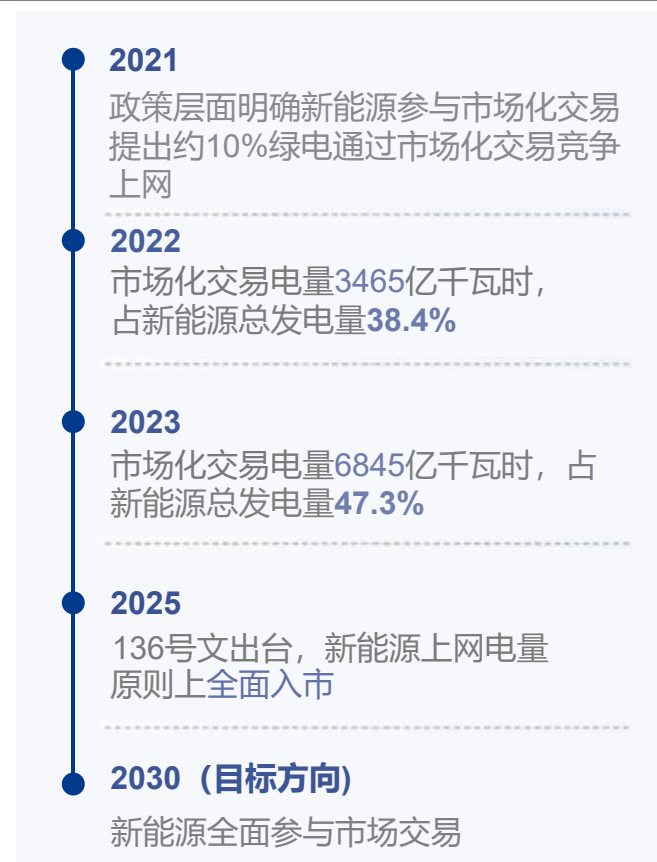 2021
政策层面明确新能源参与市场化交易
提出约10%绿电通过市场化交易竞争
上网
2022
市场化交易电量3465亿千瓦时，
占新能源总发电量38.4%
2023
市场化交易电量6845亿千瓦时，占
新能源总发电量47.3%
2025
136号文出台，新能源上网电量
原则上全面入市
2030（目标方向)
新能源全面参与市场交易